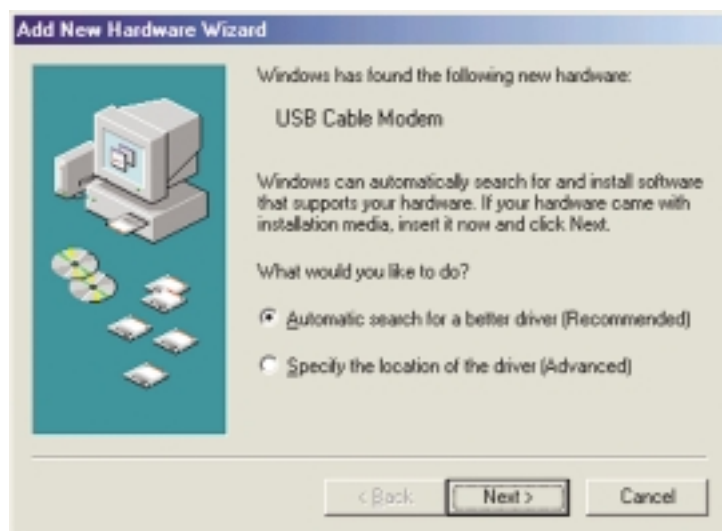 Add New Hardware Wizard
Windows has found the following new hardware:
USB Cable Modem
Windows can automatically search for and install software
that supports your hardware. If your hardware came with
installation media, insert it now and click Next.
What would you like to do?
Automatic search for a better driver (Recommended)
Specify the location of the driver (Advanced)
< Back
Next >
Cancel